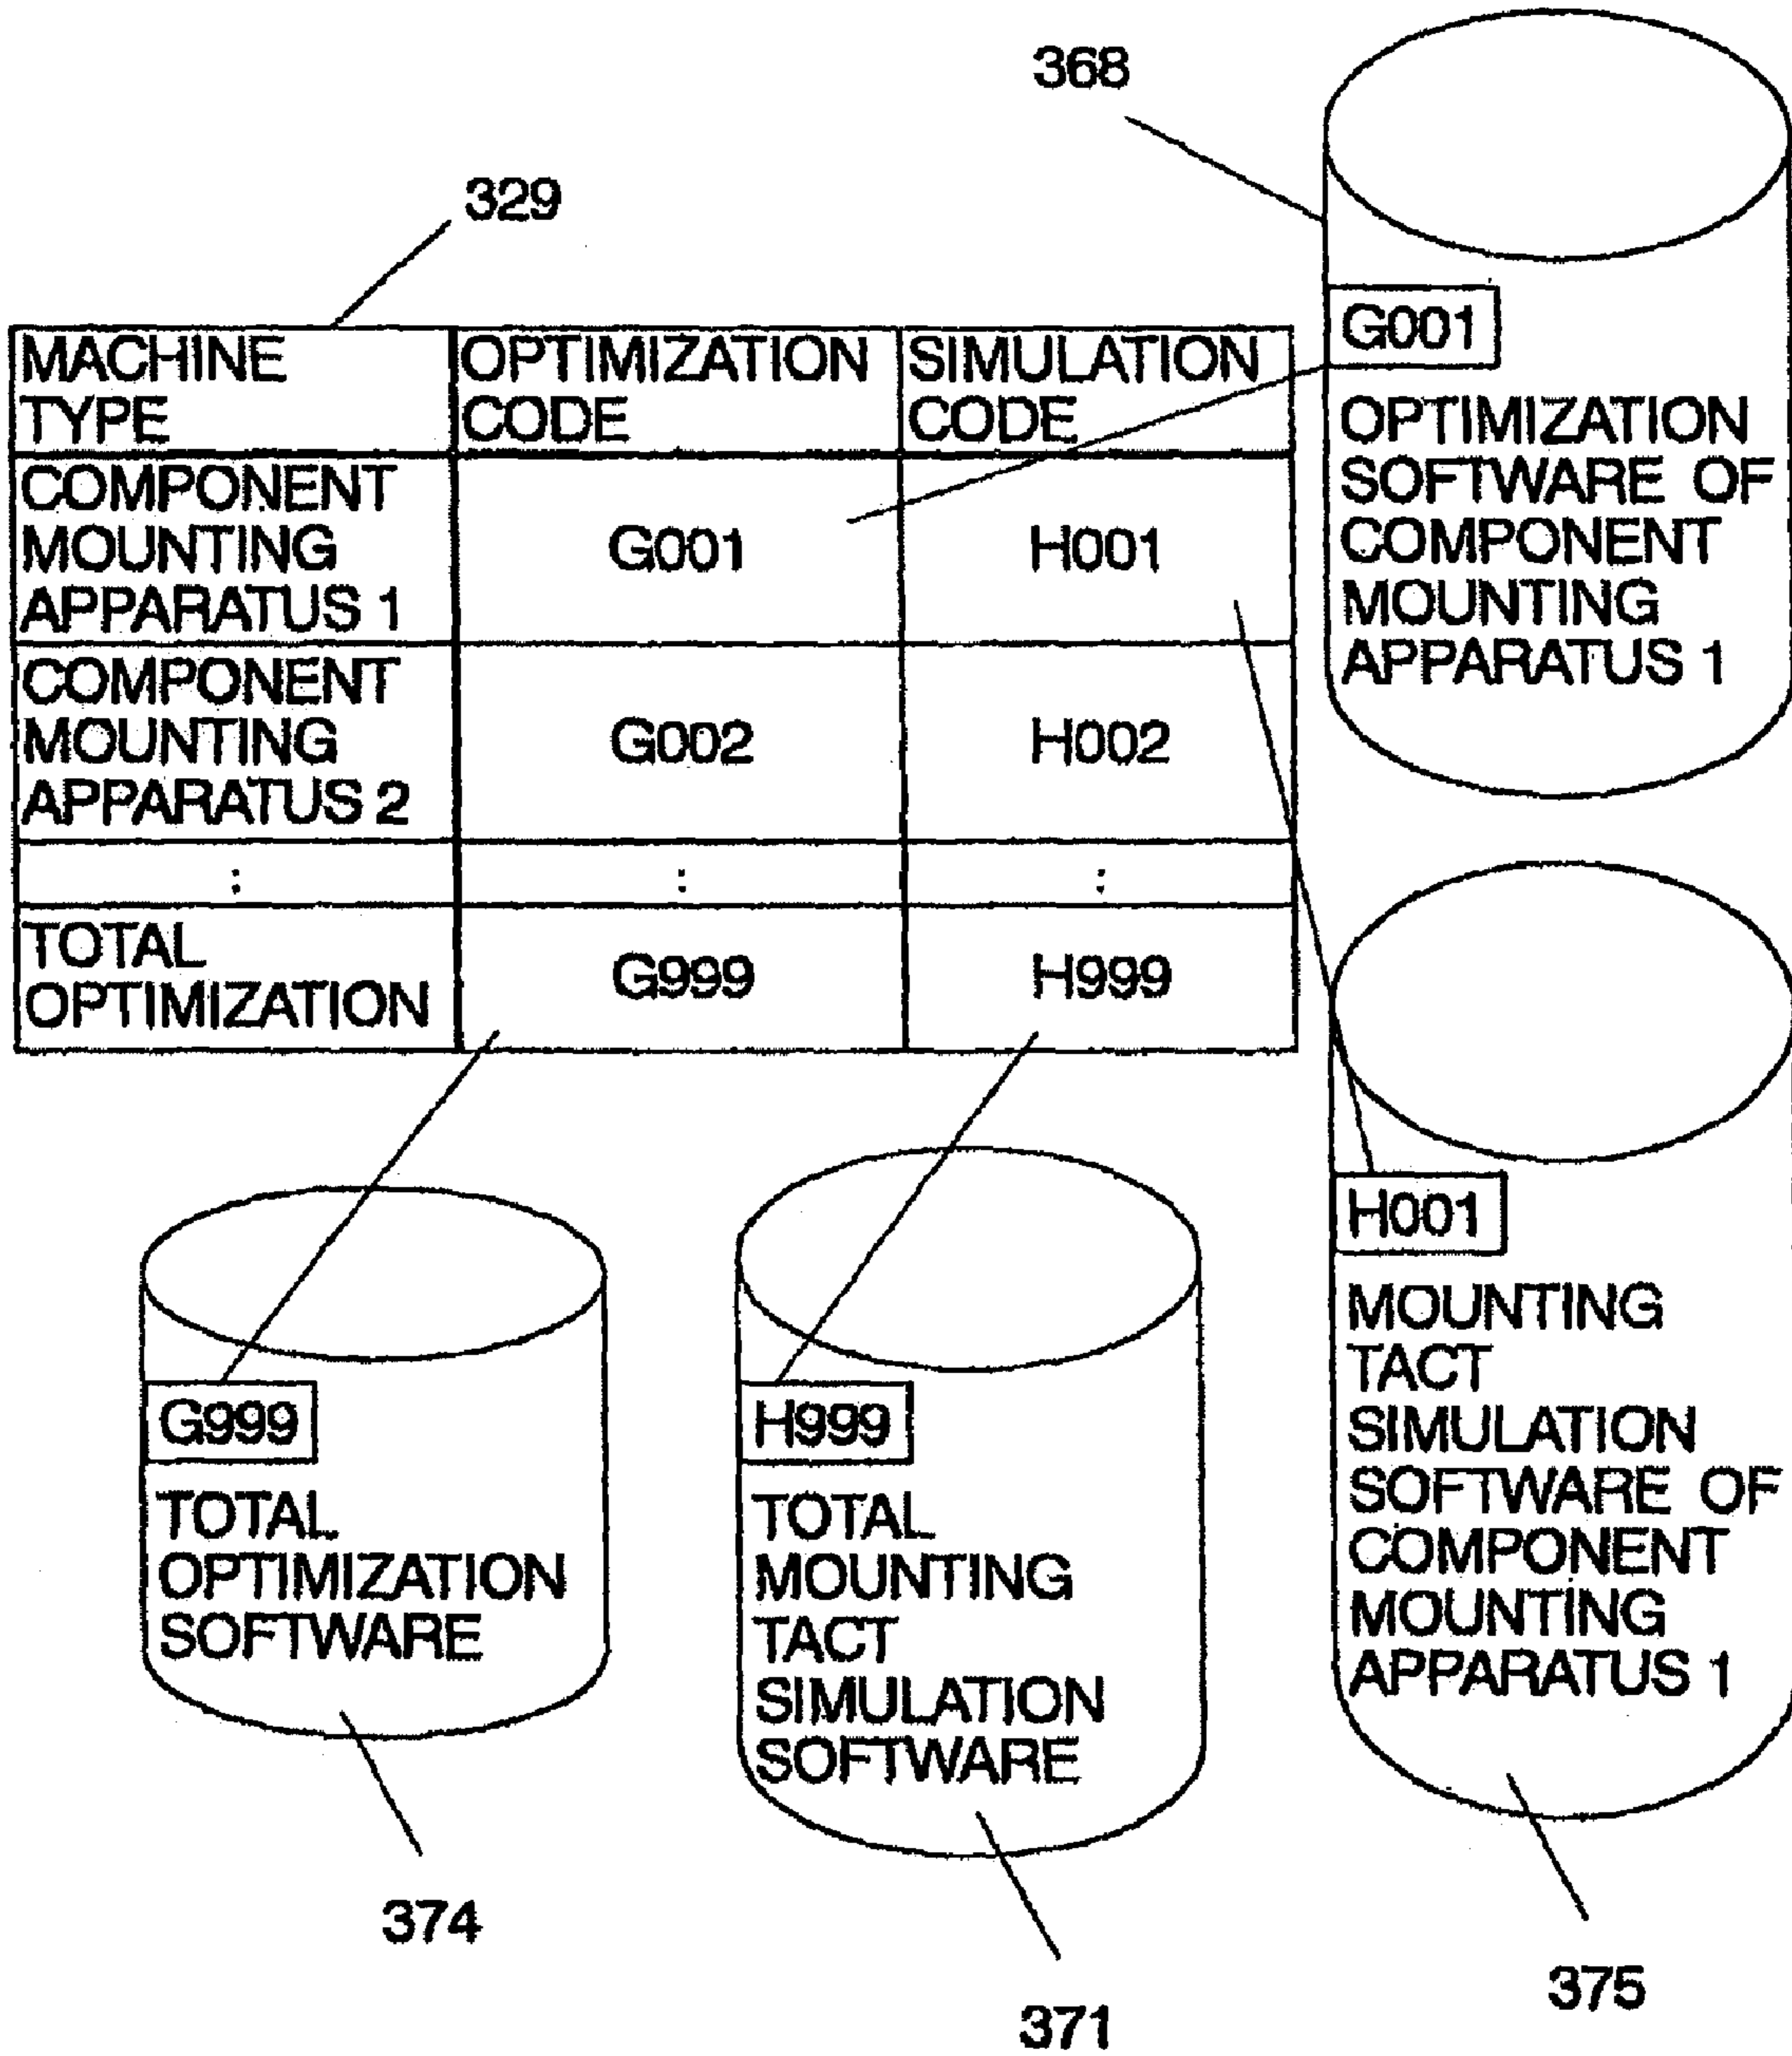 368
329
MACHINE
TYPE
OPTIMIZATION
CODE
SIMULATION
CODE
COMPONENT
MOUNTING
APPARATUS 1
G001
H001
COMPONENT
MOUNTING
APPARATUS 2
G002
H002
:
:
:
TOTAL
OPTIMIZATION
G999
H999
G001
OPTIMIZATION
SOFTWARE OF
COMPONENT
MOUNTING
APPARATUS 1
G999
TOTAL
OPTIMIZATION
SOFTWARE
374
H999
TOTAL
MOUNTING
TACT
SIMULATION
SOFTWARE
371
H001
MOUNTING
TACT
SIMULATION
SOFTWARE OF
COMPONENT
MOUNTING
APPARATUS 1
375